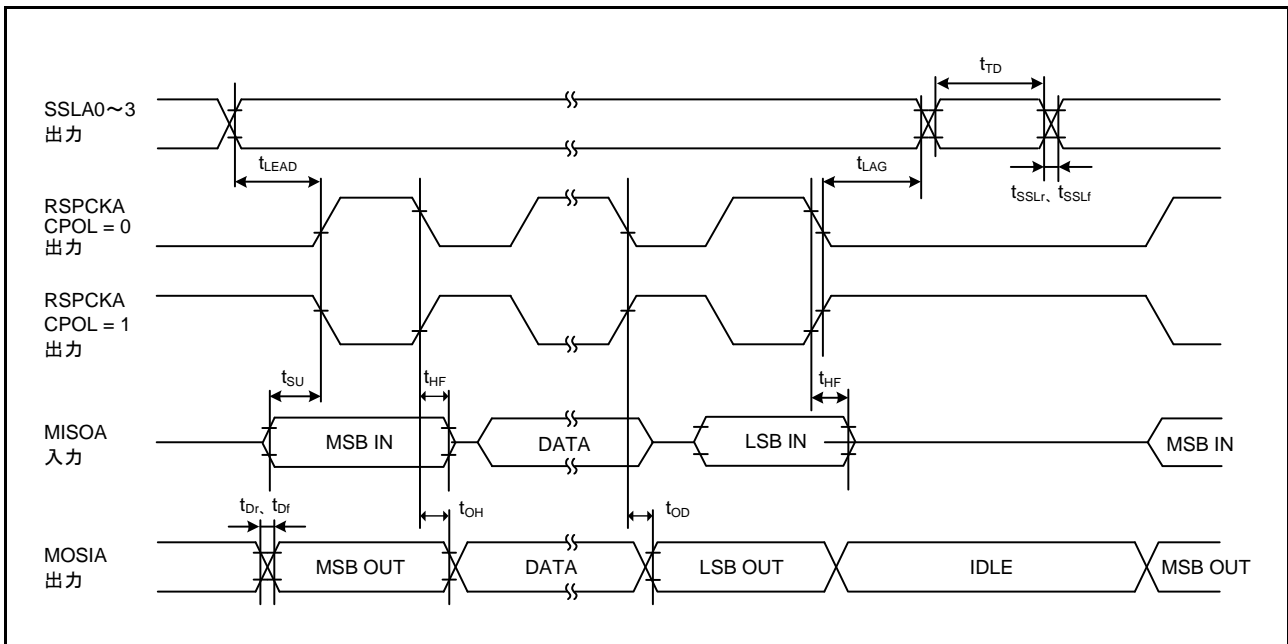 tTD
SSLA0～3
出力
tLEAD
tLAG
tSSLr、tSSLf
RSPCKA
CPOL = 0
出力
RSPCKA
CPOL = 1
出力
tSU
tHF
tHF
MISOA
入力
MSB IN
DATA
LSB IN
MSB IN
tDr、tDf
tOH
tOD
MOSIA
出力
MSB OUT
DATA
LSB OUT
IDLE
MSB OUT